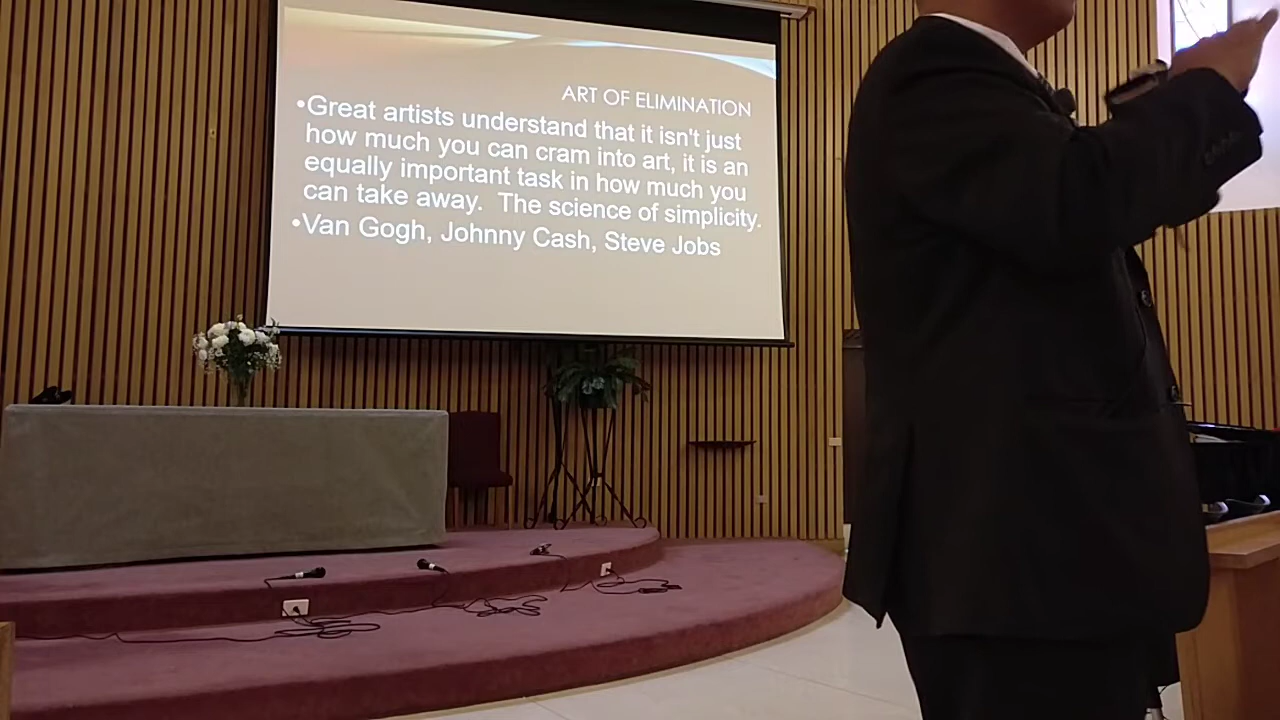 ART OF ELIMINATION
•Great artists understand that it isn't just
how much you can cram into art, it is an
equally important task in how much you
can take away.  The science of simplicity.
•Van Gogh, Johnny Cash, Steve Jobs